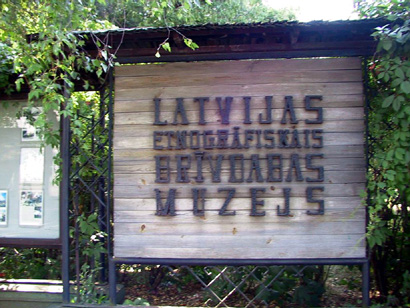 LATVIJAS
ETNOGRĀFISKAIS
BRĪVDABAS
MUZEJS